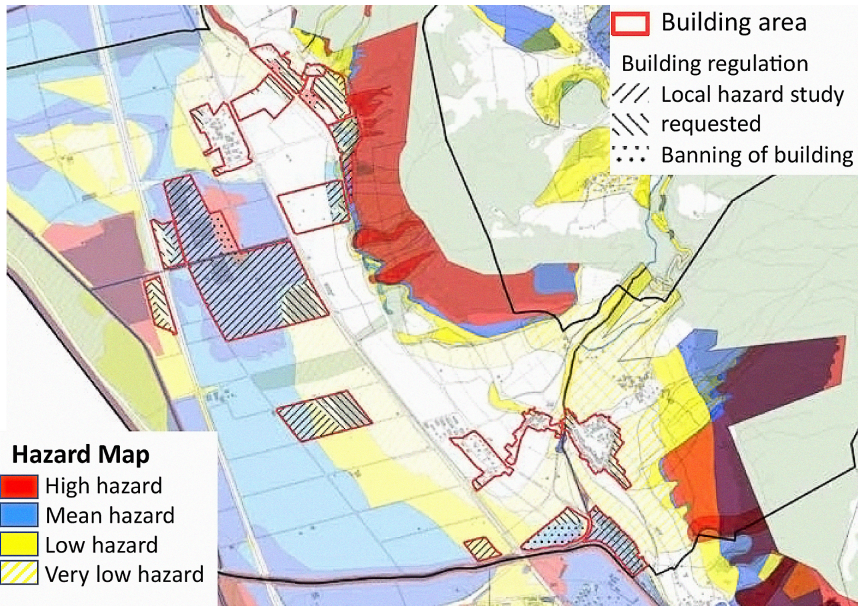 Building area
Building regulation
Local hazard study
requested
Banning of building
Hazard Map
High hazard
Mean hazard
Low hazard
Very low hazard